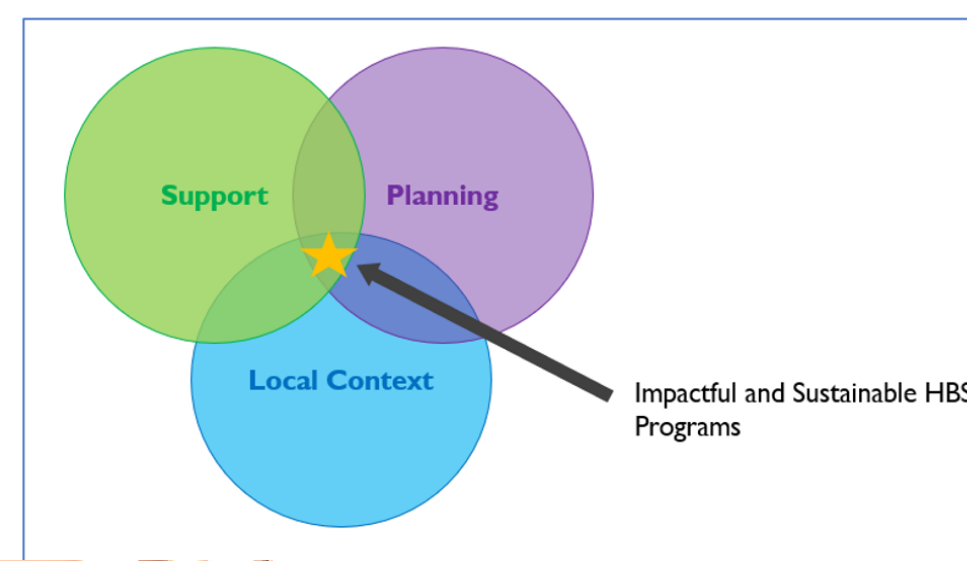 Support
Planning
Local Context
Impactful and Sustainable HBS
Programs